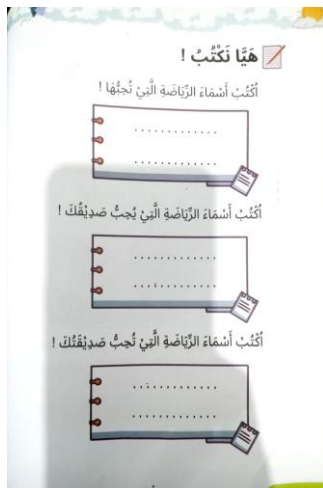 هَيَّا نَكْتُبُ !
أُكْتُبْ أَسْمَاءَ الرِّيَاضَةِ الَّتِيْ تُحِبُّهَا !
.............
.............
أُكْتُبْ أَسْمَاءَ الرِّيَاضَةِ الَّتِيْ يُحِبُّ صَدِيْقُكَ !
.............
.............
أُكْتُبْ أَسْمَاءَ الرِّيَاضَةِ الَّتِيْ تُحِبُّ صَدِيْقَتُكَ !
.............
.............